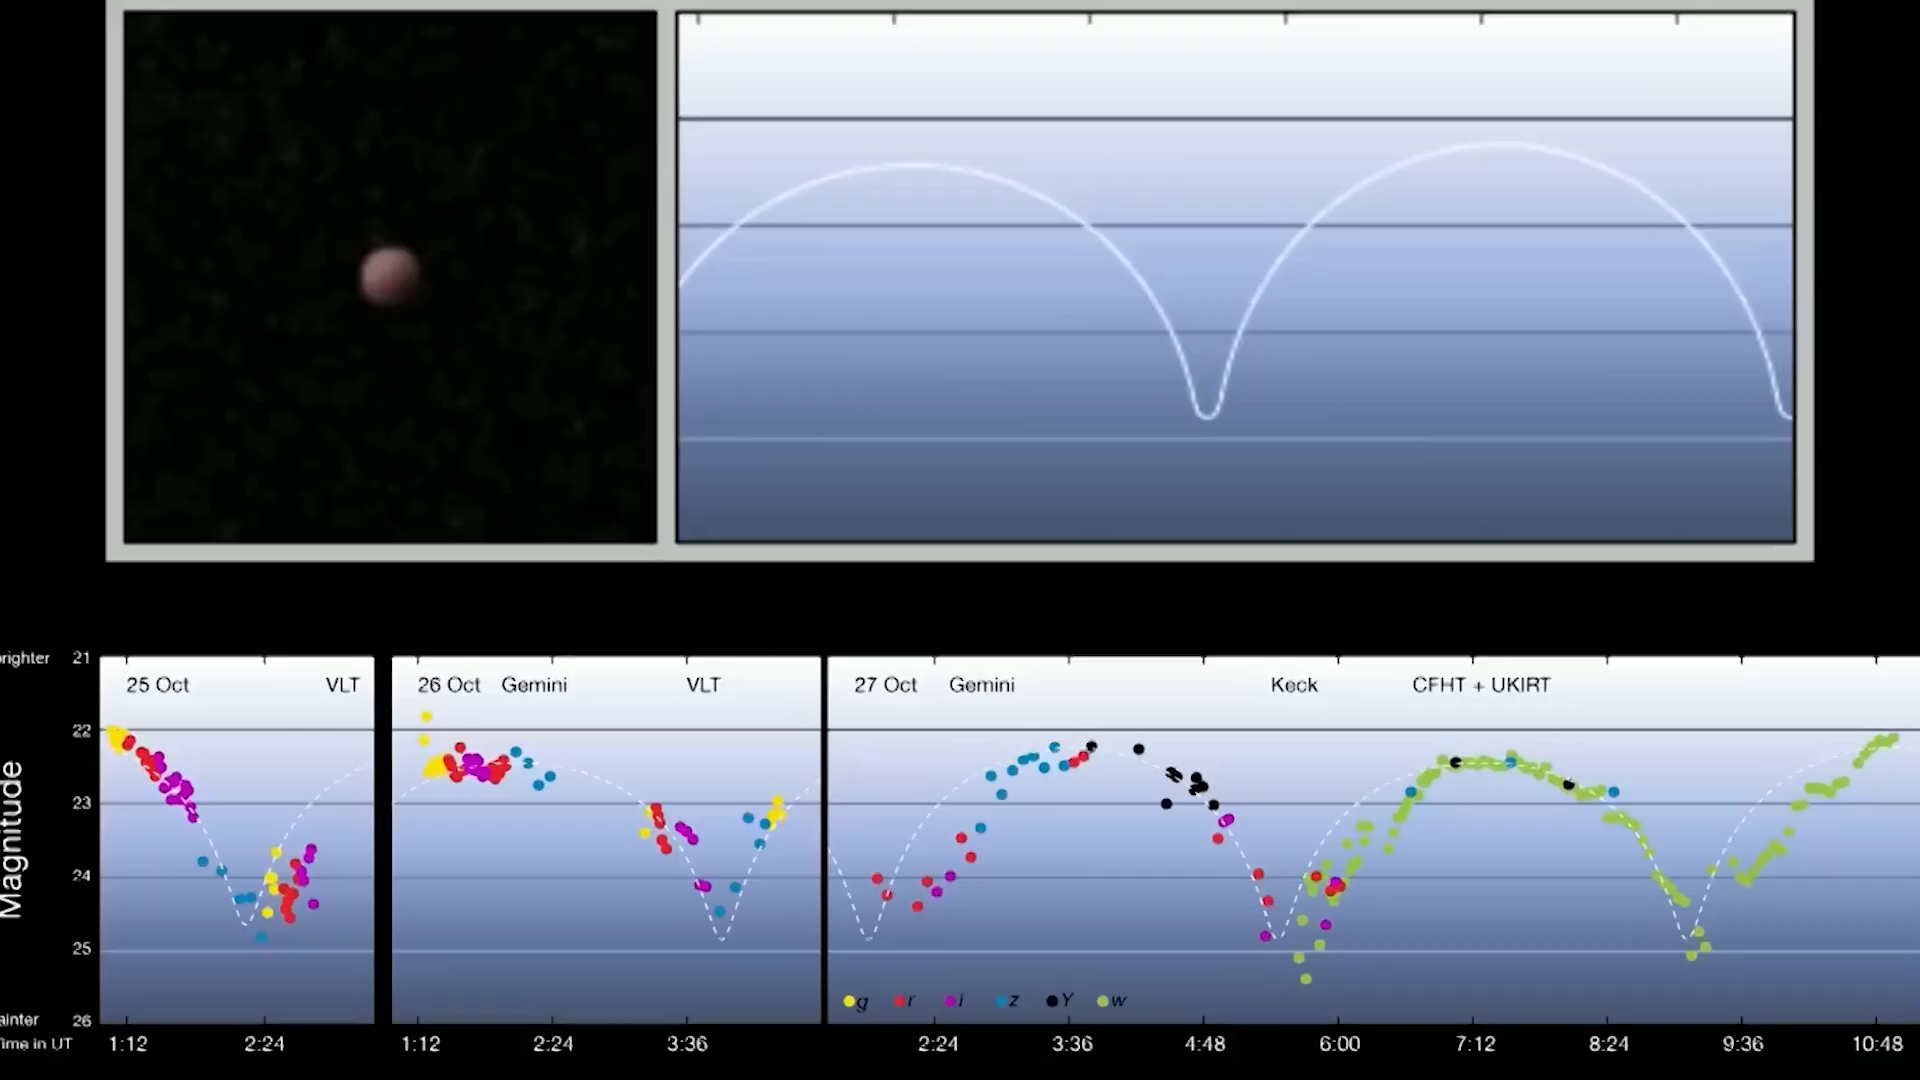 righter 21
25 Oct VLT 26 Oct Gemini VLT 27 Oct Gemini Keck CFHT + UKIRT
22
23
Magnitude
24
25
g r i z Y w
ainter 26
Time in UT 1:12 2:24 1:12 2:24 3:36 2:24 3:36 4:48 6:00 7:12 8:24 9:36 10:48